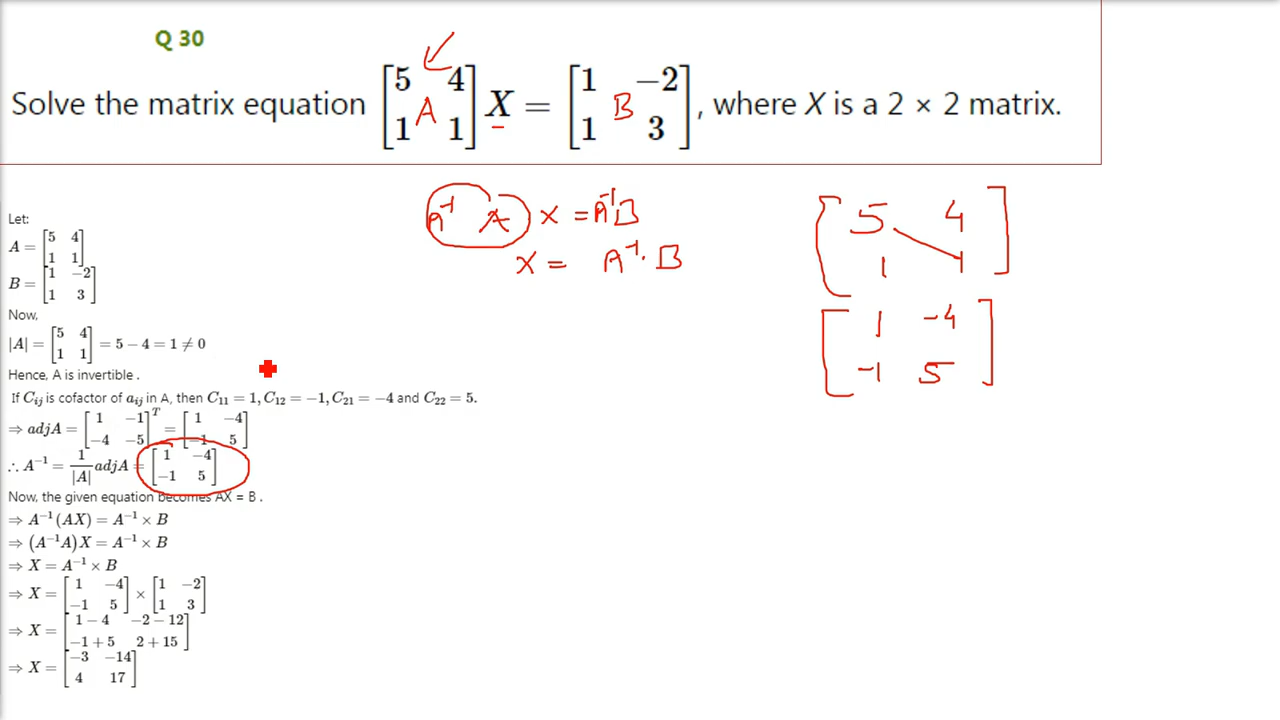 Q 30
Solve the matrix equation [5 4; 1 1] X = [1 −2; 1 3], where X is a 2 × 2 matrix.
A
B
A⁻¹ A X = A⁻¹B
X = A⁻¹. B
[5 4
1 1]
[1 -4
-1 5]
Let:
A = [5 4; 1 1]
B = [1 −2; 1 3]
Now,
|A| = [5 4; 1 1] = 5 − 4 = 1 ≠ 0
Hence, A is invertible .
If Cij is cofactor of aij in A, then C11 = 1, C12 = −1, C21 = −4 and C22 = 5.
⇒ adjA = [1 −1; −4 −5]ᵀ = [1 −4; −1 5]
∴ A⁻¹ = 1/|A| adjA = [1 −4; −1 5]
Now, the given equation becomes AX = B .
⇒ A⁻¹(AX) = A⁻¹ × B
⇒ (A⁻¹A)X = A⁻¹ × B
⇒ X = A⁻¹ × B
⇒ X = [1 −4; −1 5] × [1 −2; 1 3]
⇒ X = [1 − 4 −2 − 12; −1 + 5 2 + 15]
⇒ X = [−3 −14; 4 17]